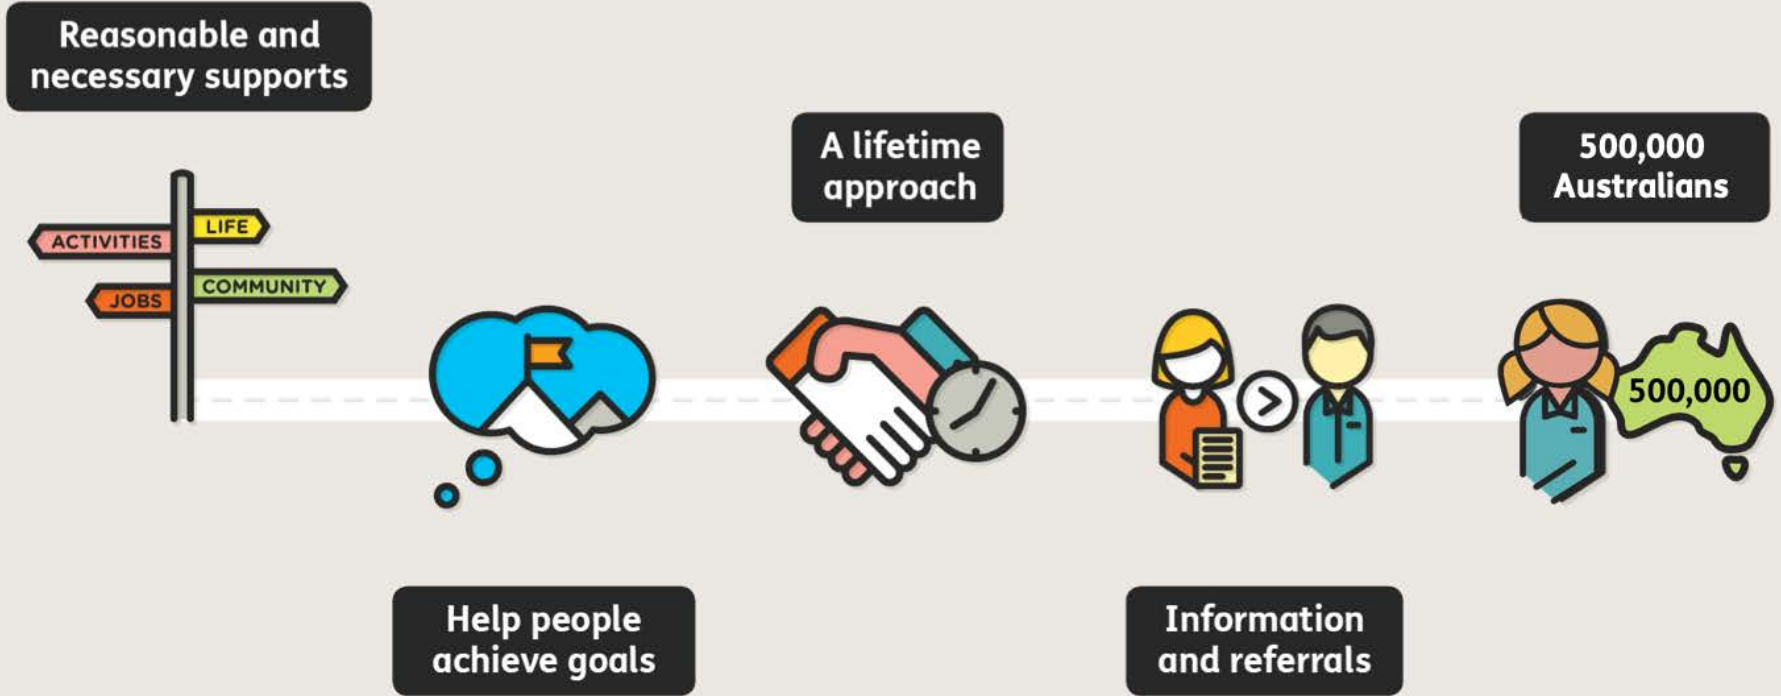 Reasonable and
necessary supports
ACTIVITIES
LIFE
JOBS
COMMUNITY
Help people
achieve goals
A lifetime
approach
Information
and referrals
500,000
Australians
500,000